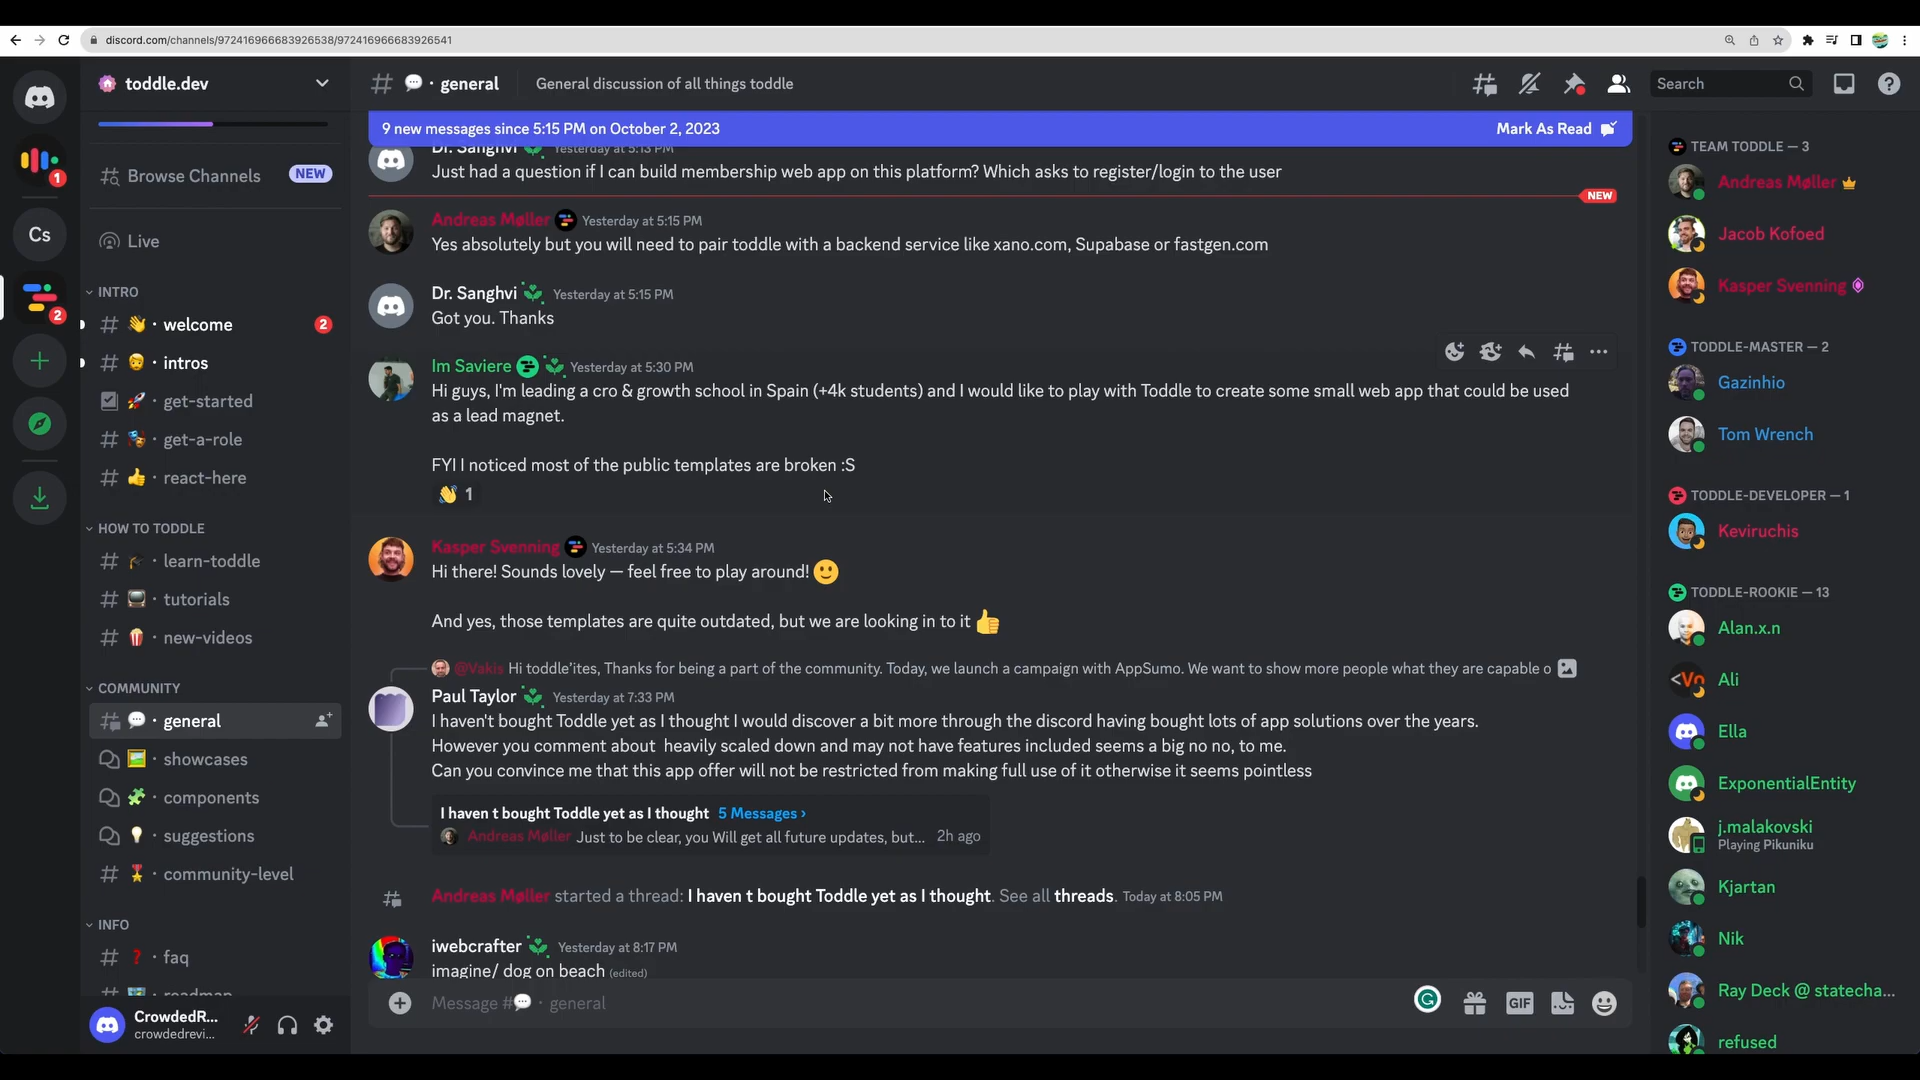 discord.com/channels/972416966683926538/972416966683926541
toddle.dev
general
General discussion of all things toddle
Search
9 new messages since 5:15 PM on October 2, 2023
Mark As Read
1
Cs
2
Browse Channels
NEW
Live
INTRO
welcome
2
intros
get-started
get-a-role
react-here
HOW TO TODDLE
learn-toddle
tutorials
new-videos
COMMUNITY
general
showcases
components
suggestions
community-level
INFO
faq
roadmap
CrowdedR...
crowdedrevi...
Dr. Sanghvi Yesterday at 5:13 PM
Just had a question if I can build membership web app on this platform? Which asks to register/login to the user
NEW
Andreas Møller Yesterday at 5:15 PM
Yes absolutely but you will need to pair toddle with a backend service like xano.com, Supabase or fastgen.com
Dr. Sanghvi Yesterday at 5:15 PM
Got you. Thanks
Im Saviere Yesterday at 5:30 PM
Hi guys, I'm leading a cro & growth school in Spain (+4k students) and I would like to play with Toddle to create some small web app that could be used
as a lead magnet.
FYI I noticed most of the public templates are broken :S
1
Kasper Svenning Yesterday at 5:34 PM
Hi there! Sounds lovely — feel free to play around!
And yes, those templates are quite outdated, but we are looking in to it
@Vakis Hi toddle'ites, Thanks for being a part of the community. Today, we launch a campaign with AppSumo. We want to show more people what they are capable o
Paul Taylor Yesterday at 7:33 PM
I haven't bought Toddle yet as I thought I would discover a bit more through the discord having bought lots of app solutions over the years.
However you comment about heavily scaled down and may not have features included seems a big no no, to me.
Can you convince me that this app offer will not be restricted from making full use of it otherwise it seems pointless
I haven t bought Toddle yet as I thought 5 Messages ›
Andreas Møller Just to be clear, you Will get all future updates, but... 2h ago
Andreas Møller started a thread: I haven t bought Toddle yet as I thought. See all threads. Today at 8:05 PM
iwebcrafter Yesterday at 8:17 PM
imagine/ dog on beach (edited)
Message # · general
GIF
TEAM TODDLE — 3
Andreas Møller
Jacob Kofoed
Kasper Svenning
TODDLE-MASTER — 2
Gazinhio
Tom Wrench
TODDLE-DEVELOPER — 1
Keviruchis
TODDLE-ROOKIE — 13
Alan.x.n
Ali
Ella
ExponentialEntity
j.malakovski
Playing Pikuniku
Kjartan
Nik
Ray Deck @ statecha...
refused